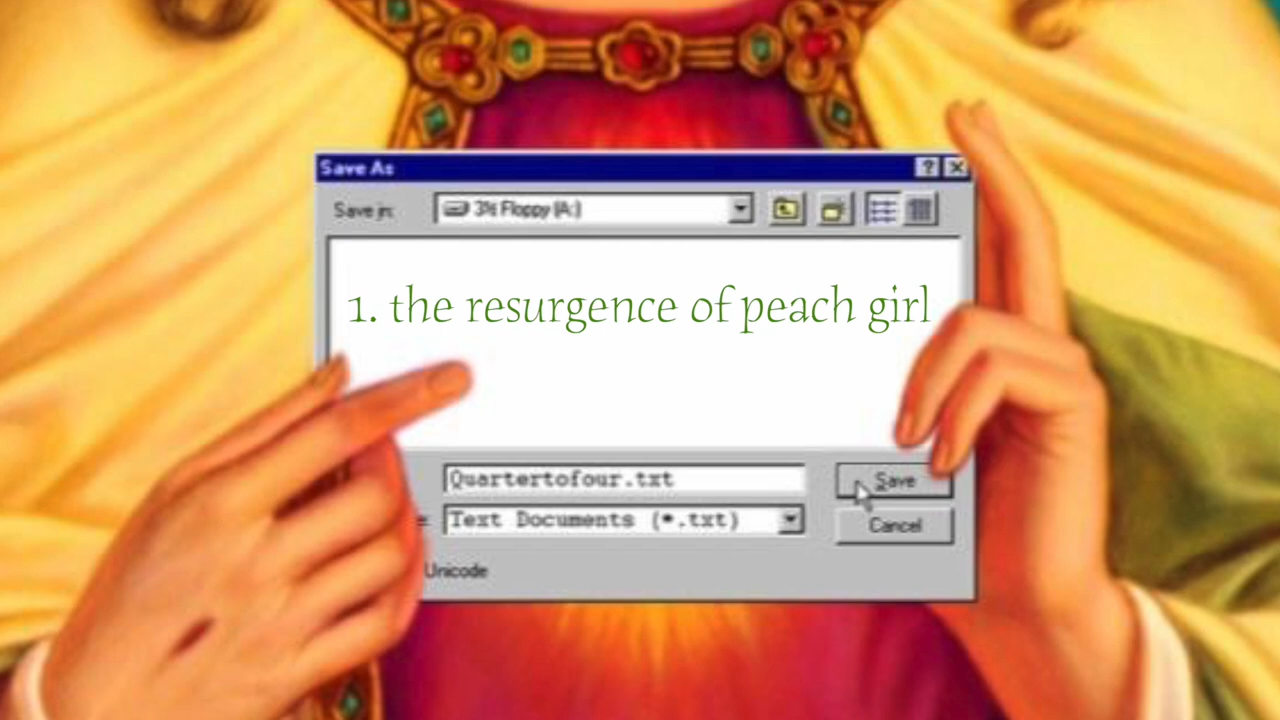 Save As
Save in: 3½ Floppy (A:)
1. the resurgence of peach girl
Quartertofour.txt
Save
Text Documents (*.txt)
Cancel
Unicode